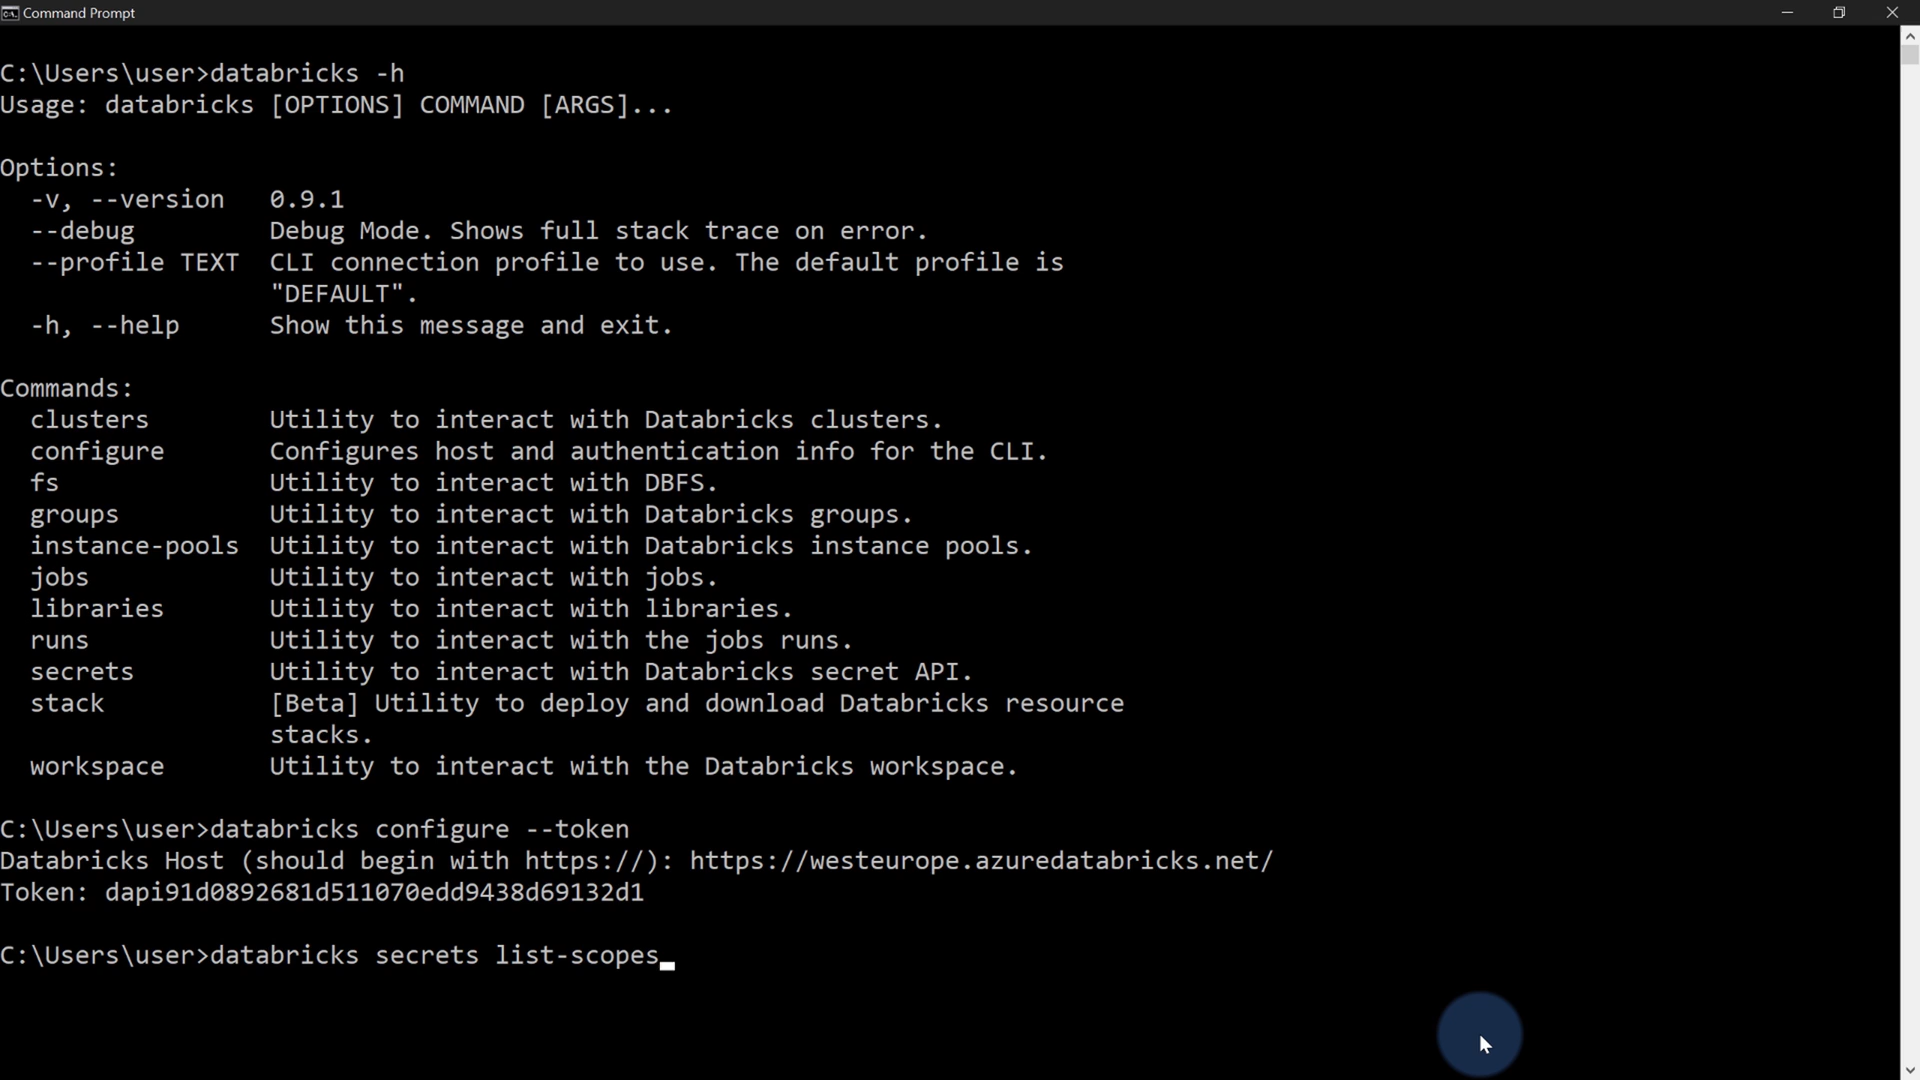 Command Prompt
C:\Users\user>databricks -h
Usage: databricks [OPTIONS] COMMAND [ARGS]...
Options:
-v, --version 0.9.1
--debug Debug Mode. Shows full stack trace on error.
--profile TEXT CLI connection profile to use. The default profile is
"DEFAULT".
-h, --help Show this message and exit.
Commands:
clusters Utility to interact with Databricks clusters.
configure Configures host and authentication info for the CLI.
fs Utility to interact with DBFS.
groups Utility to interact with Databricks groups.
instance-pools Utility to interact with Databricks instance pools.
jobs Utility to interact with jobs.
libraries Utility to interact with libraries.
runs Utility to interact with the jobs runs.
secrets Utility to interact with Databricks secret API.
stack [Beta] Utility to deploy and download Databricks resource
stacks.
workspace Utility to interact with the Databricks workspace.
C:\Users\user>databricks configure --token
Databricks Host (should begin with https://): https://westeurope.azuredatabricks.net/
Token: dapi91d0892681d511070edd9438d69132d1
C:\Users\user>databricks secrets list-scopes